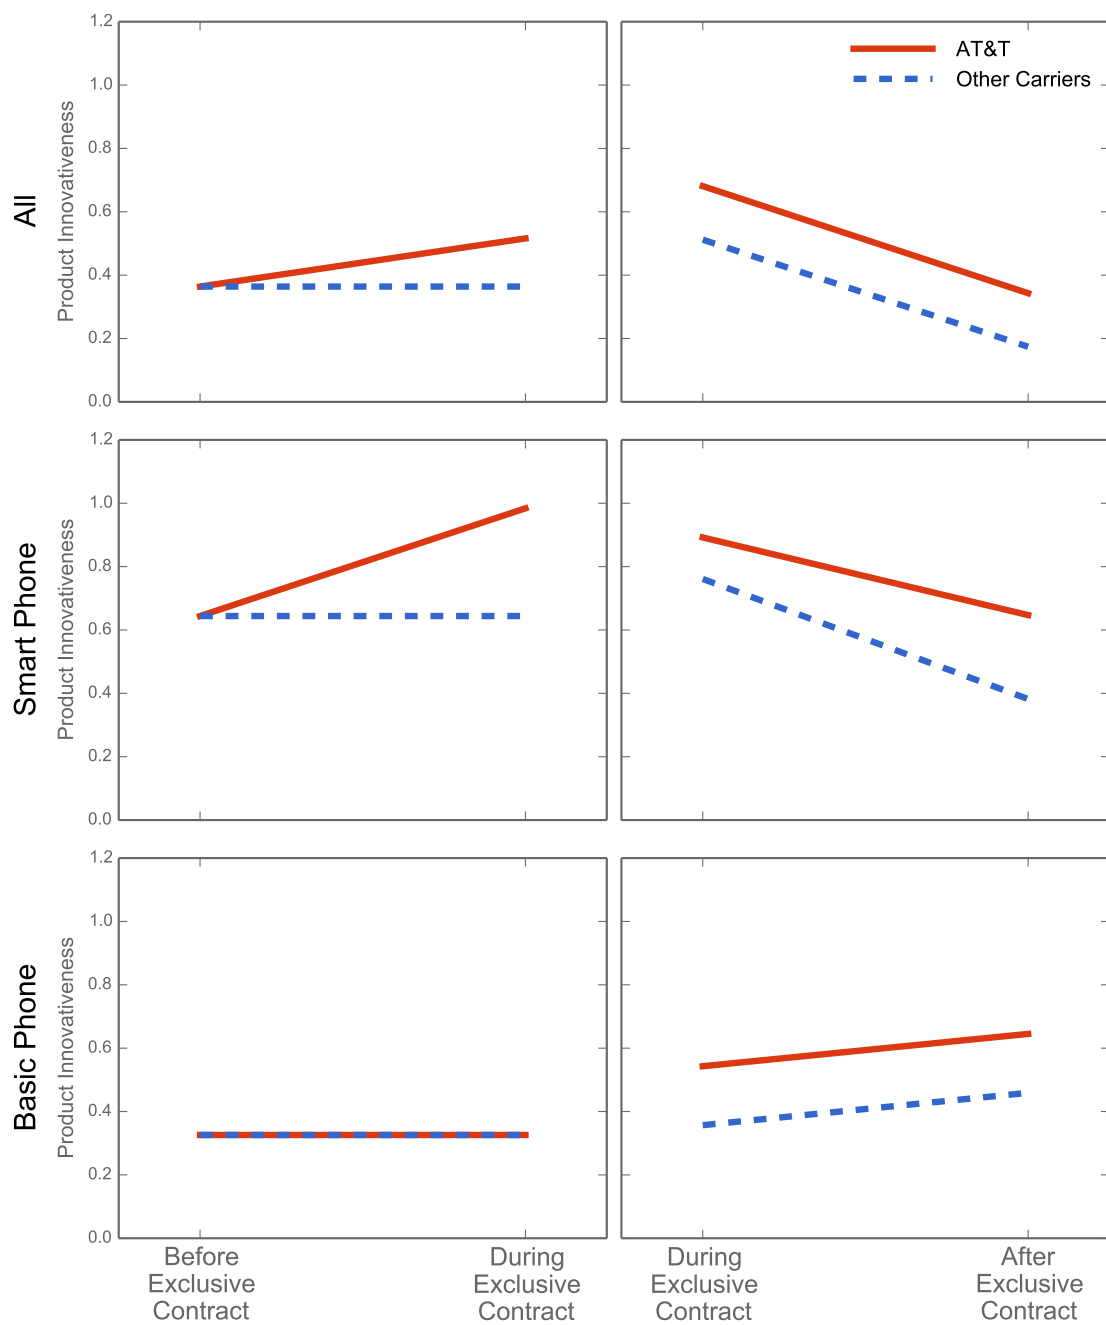 All
Product Innovativeness
1.2
1.0
0.8
0.6
0.4
0.2
0.0
AT&T
Other Carriers
Smart Phone
Product Innovativeness
1.2
1.0
0.8
0.6
0.4
0.2
0.0
Basic Phone
Product Innovativeness
1.2
1.0
0.8
0.6
0.4
0.2
0.0
Before
Exclusive
Contract
During
Exclusive
Contract
During
Exclusive
Contract
After
Exclusive
Contract